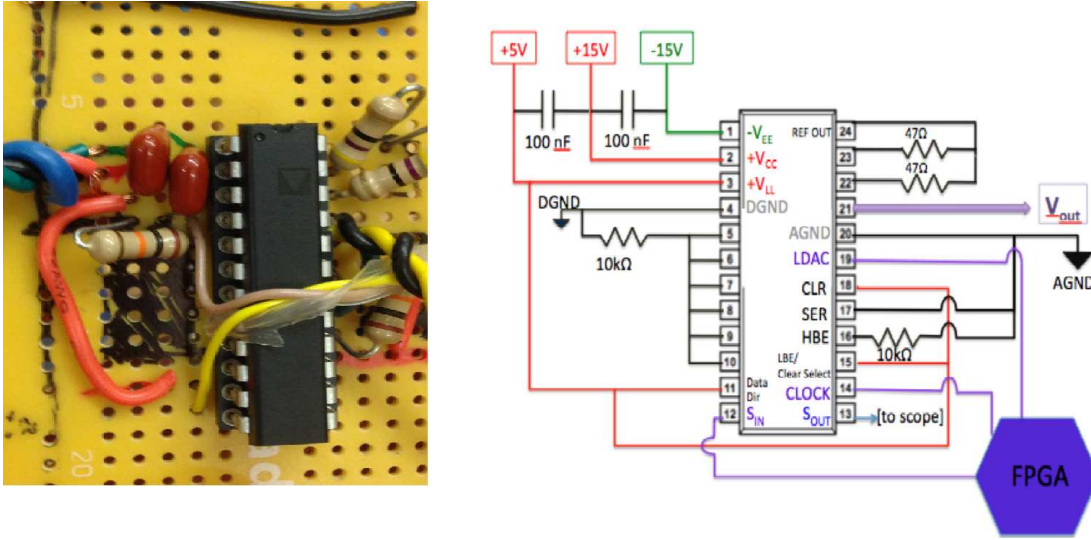 5
20
AWG
ad
+5V
+15V
-15V
100 nF
100 nF
1
-VEE
REF OUT
24
47Ω
2
+VCC
23
47Ω
3
+VLL
22
DGND
4
DGND
21
Vout
5
AGND
20
10kΩ
6
LDAC
19
AGND
7
CLR
18
8
SER
17
9
HBE
16
10kΩ
10
LBE/
Clear Select
15
11
Data
Dir
CLOCK
14
12
SIN
SOUT
13
[to scope]
FPGA